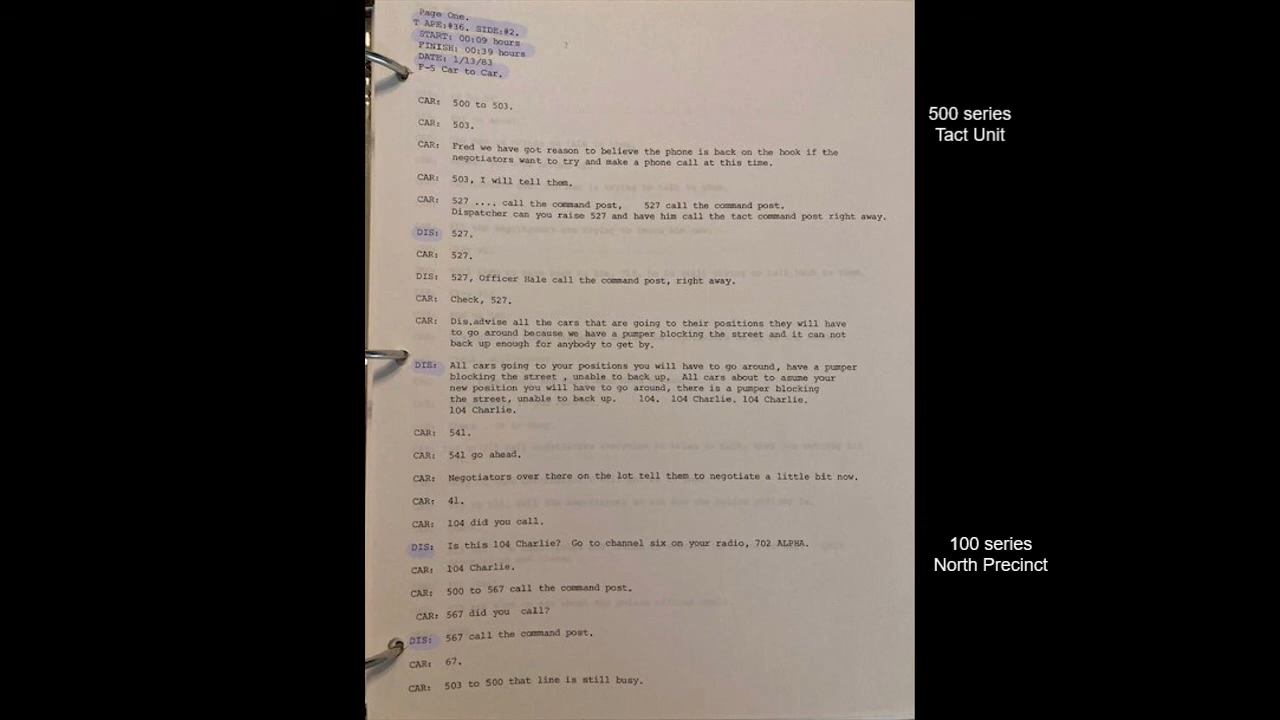 Page One.
T APE:#36. SIDE:#2.
START: 00:09 hours
FINISH: 00:39 hours
DATE: 1/13/83
F-5 Car to Car.
CAR: 500 to 503.
CAR: 503.
CAR: Fred we have got reason to believe the phone is back on the hook if the
negotiators want to try and make a phone call at this time.
CAR: 503, I will tell them.
CAR: 527 .... call the command post, 527 call the command post.
Dispatcher can you raise 527 and have him call the tact command post right away.
DIS: 527.
CAR: 527.
DIS: 527, Officer Hale call the command post, right away.
CAR: Check, 527.
CAR: Dis.advise all the cars that are going to their positions they will have
to go around because we have a pumper blocking the street and it can not
back up enough for anybody to get by.
DIS: All cars going to your positions you will have to go around, have a pumper
blocking the street , unable to back up. All cars about to asume your
new position you will have to go around, there is a pumper blocking
the street, unable to back up. 104. 104 Charlie. 104 Charlie.
104 Charlie.
CAR: 541.
CAR: 541 go ahead.
CAR: Negotiators over there on the lot tell them to negotiate a little bit now.
CAR: 41.
CAR: 104 did you call.
DIS: Is this 104 Charlie? Go to channel six on your radio, 702 ALPHA.
CAR: 104 Charlie.
CAR: 500 to 567 call the command post.
CAR: 567 did you call?
DIS: 567 call the command post.
CAR: 67.
CAR: 503 to 500 that line is still busy.
500 series
Tact Unit
100 series
North Precinct